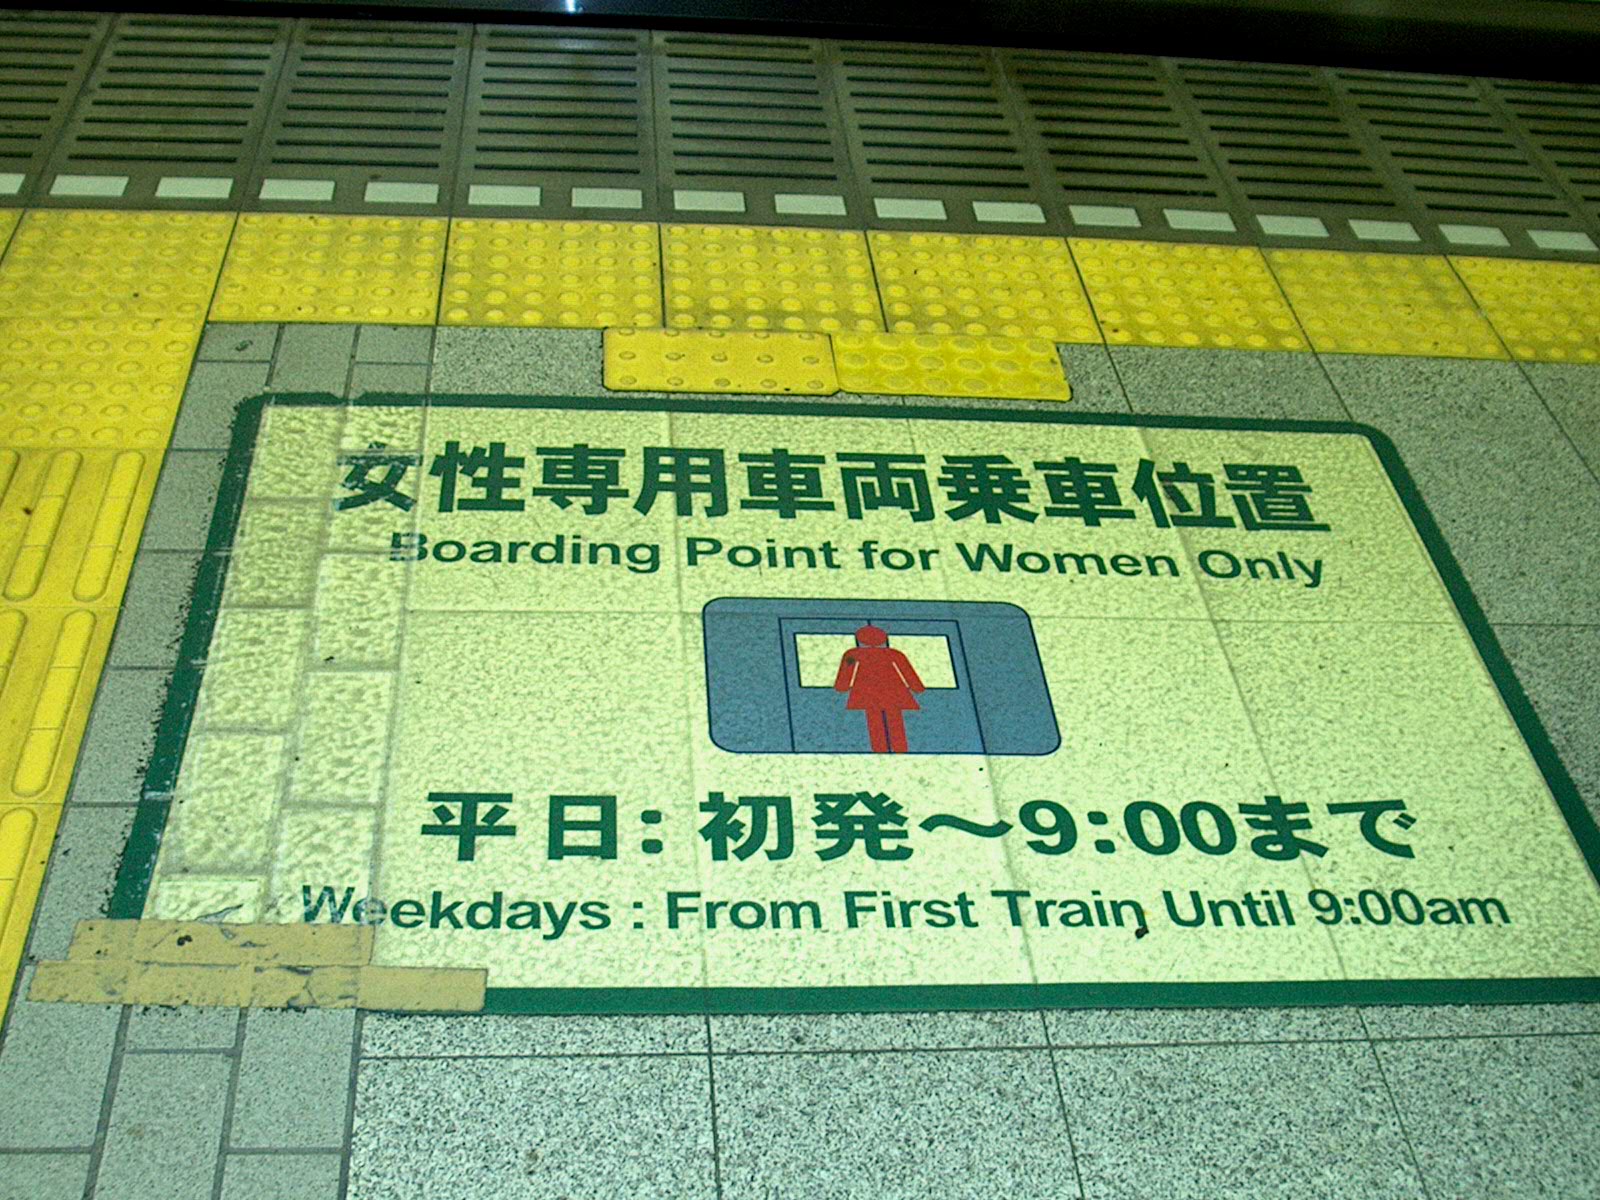 女性専用車両乗車位置
Boarding Point for Women Only
平日:初発〜9:00まで
Weekdays : From First Train Until 9:00am